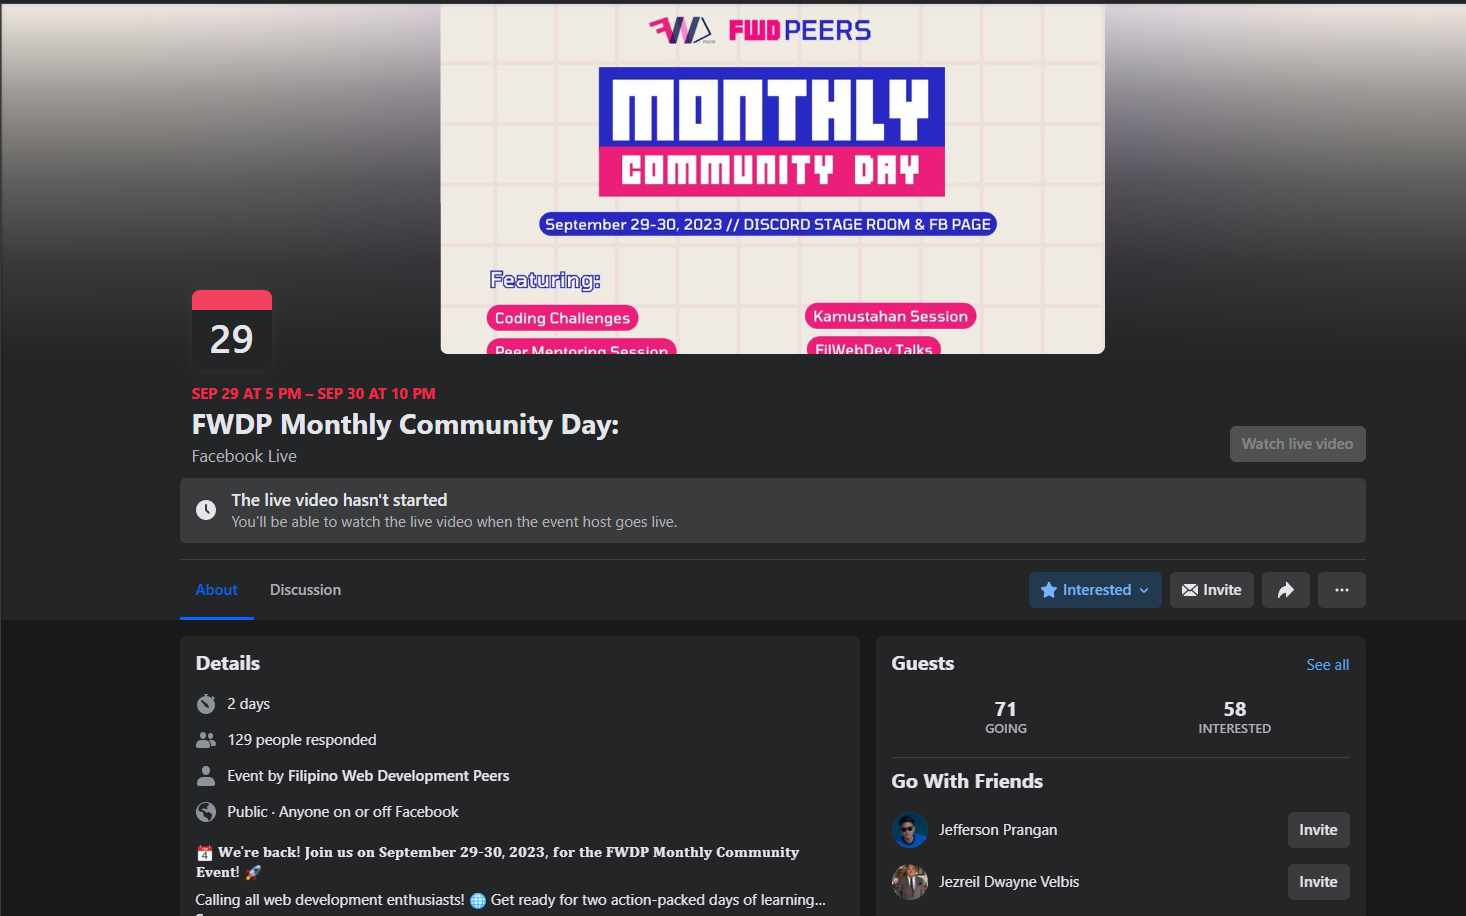 FWD PEERS
MONTHLY
COMMUNITY DAY
September 29-30, 2023 // DISCORD STAGE ROOM & FB PAGE
Featuring:
Coding Challenges
Kamustahan Session
Peer Mentoring Session
FilWebDev Talks
29
SEP 29 AT 5 PM – SEP 30 AT 10 PM
FWDP Monthly Community Day:
Facebook Live
Watch live video
The live video hasn't started
You'll be able to watch the live video when the event host goes live.
About
Discussion
Interested
Invite
Details
2 days
129 people responded
Event by Filipino Web Development Peers
Public · Anyone on or off Facebook
4 We're back! Join us on September 29-30, 2023, for the FWDP Monthly Community
Event!
Calling all web development enthusiasts! Get ready for two action-packed days of learning...
Guests
See all
71
GOING
58
INTERESTED
Go With Friends
Jefferson Prangan
Invite
Jezreil Dwayne Velbis
Invite